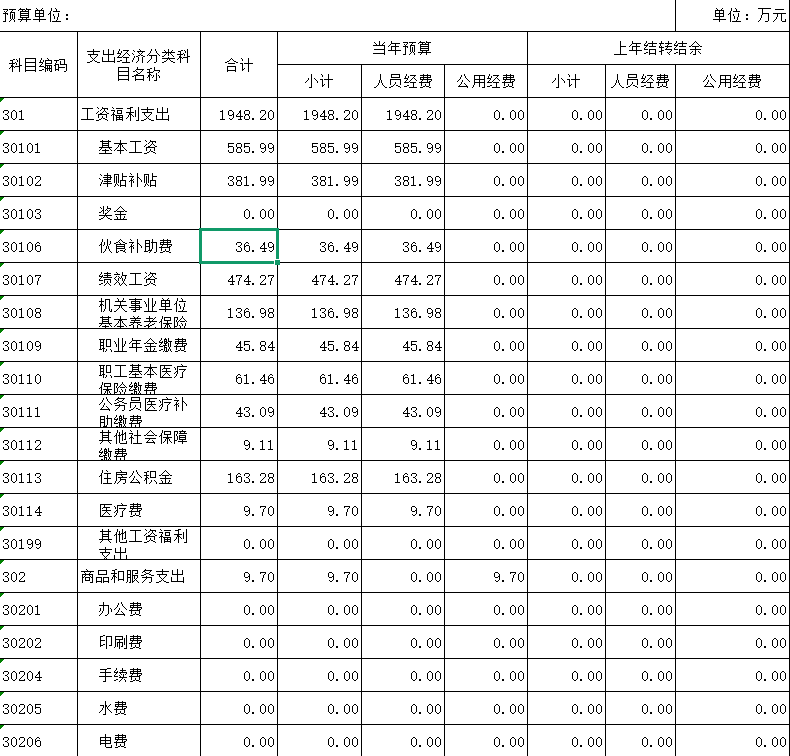 预算单位： 单位：万元
科目编码 支出经济分类科目名称 合计 当年预算 上年结转结余
小计 人员经费 公用经费 小计 人员经费 公用经费
301 工资福利支出 1948.20 1948.20 1948.20 0.00 0.00 0.00 0.00
30101 基本工资 585.99 585.99 585.99 0.00 0.00 0.00 0.00
30102 津贴补贴 381.99 381.99 381.99 0.00 0.00 0.00 0.00
30103 奖金 0.00 0.00 0.00 0.00 0.00 0.00 0.00
30106 伙食补助费 36.49 36.49 36.49 0.00 0.00 0.00 0.00
30107 绩效工资 474.27 474.27 474.27 0.00 0.00 0.00 0.00
30108 机关事业单位基本养老保险 136.98 136.98 136.98 0.00 0.00 0.00 0.00
30109 职业年金缴费 45.84 45.84 45.84 0.00 0.00 0.00 0.00
30110 职工基本医疗保险缴费 61.46 61.46 61.46 0.00 0.00 0.00 0.00
30111 公务员医疗补助缴费 43.09 43.09 43.09 0.00 0.00 0.00 0.00
30112 其他社会保障缴费 9.11 9.11 9.11 0.00 0.00 0.00 0.00
30113 住房公积金 163.28 163.28 163.28 0.00 0.00 0.00 0.00
30114 医疗费 9.70 9.70 9.70 0.00 0.00 0.00 0.00
30199 其他工资福利支出 0.00 0.00 0.00 0.00 0.00 0.00 0.00
302 商品和服务支出 9.70 9.70 0.00 9.70 0.00 0.00 0.00
30201 办公费 0.00 0.00 0.00 0.00 0.00 0.00 0.00
30202 印刷费 0.00 0.00 0.00 0.00 0.00 0.00 0.00
30204 手续费 0.00 0.00 0.00 0.00 0.00 0.00 0.00
30205 水费 0.00 0.00 0.00 0.00 0.00 0.00 0.00
30206 电费 0.00 0.00 0.00 0.00 0.00 0.00 0.00